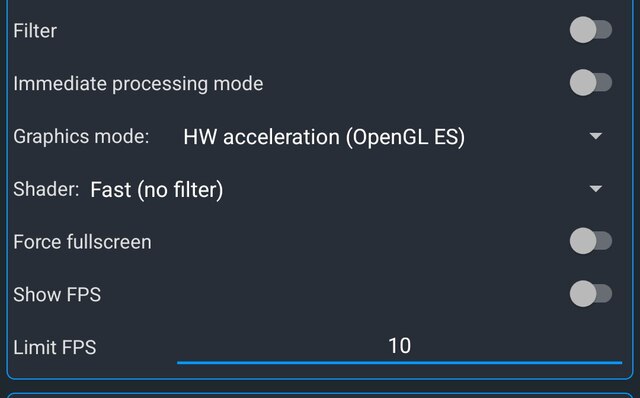 Filter
Immediate processing mode
Graphics mode: HW acceleration (OpenGL ES)
Shader: Fast (no filter)
Force fullscreen
Show FPS
Limit FPS 10